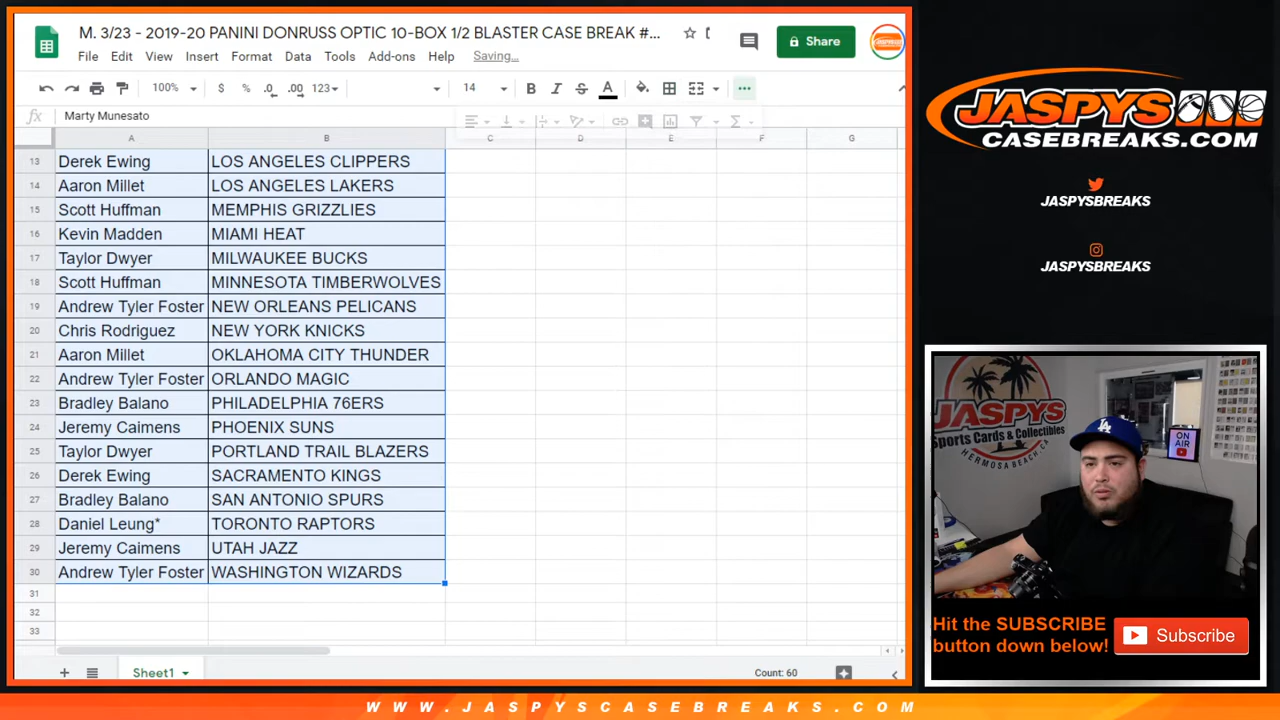 M. 3/23 - 2019-20 PANINI DONRUSS OPTIC 10-BOX 1/2 BLASTER CASE BREAK #...
Share
File Edit View Insert Format Data Tools Add-ons Help Saving...
100% $ % .0 .00 123 14 B I S A
fx Marty Munesato
A B C D E F G
13 Derek Ewing LOS ANGELES CLIPPERS
14 Aaron Millet LOS ANGELES LAKERS
15 Scott Huffman MEMPHIS GRIZZLIES
16 Kevin Madden MIAMI HEAT
17 Taylor Dwyer MILWAUKEE BUCKS
18 Scott Huffman MINNESOTA TIMBERWOLVES
19 Andrew Tyler Foster NEW ORLEANS PELICANS
20 Chris Rodriguez NEW YORK KNICKS
21 Aaron Millet OKLAHOMA CITY THUNDER
22 Andrew Tyler Foster ORLANDO MAGIC
23 Bradley Balano PHILADELPHIA 76ERS
24 Jeremy Caimens PHOENIX SUNS
25 Taylor Dwyer PORTLAND TRAIL BLAZERS
26 Derek Ewing SACRAMENTO KINGS
27 Bradley Balano SAN ANTONIO SPURS
28 Daniel Leung* TORONTO RAPTORS
29 Jeremy Caimens UTAH JAZZ
30 Andrew Tyler Foster WASHINGTON WIZARDS
31
32
33
Sheet1
Count: 60
JASPYS
CASEBREAKS.COM
JASPYSBREAKS
JASPYSBREAKS
JASPYS
Sports Cards & Collectibles
HERMOSA BEACH, CA
LA
ON AIR
Hit the SUBSCRIBE
button down below!
Subscribe
WWW.JASPYSCASEBREAKS.COM